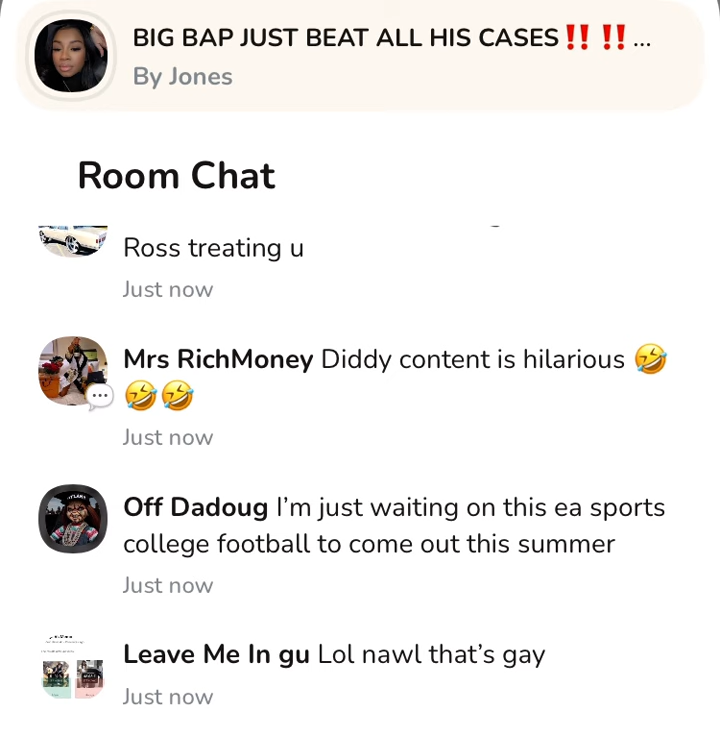 BIG BAP JUST BEAT ALL HIS CASES‼️ ‼️...
By Jones
Room Chat
Ross treating u
Just now
Mrs RichMoney Diddy content is hilarious 🤣
🤣🤣
Just now
Off Dadoug I'm just waiting on this ea sports
college football to come out this summer
Just now
Leave Me In gu Lol nawl that's gay
Just now